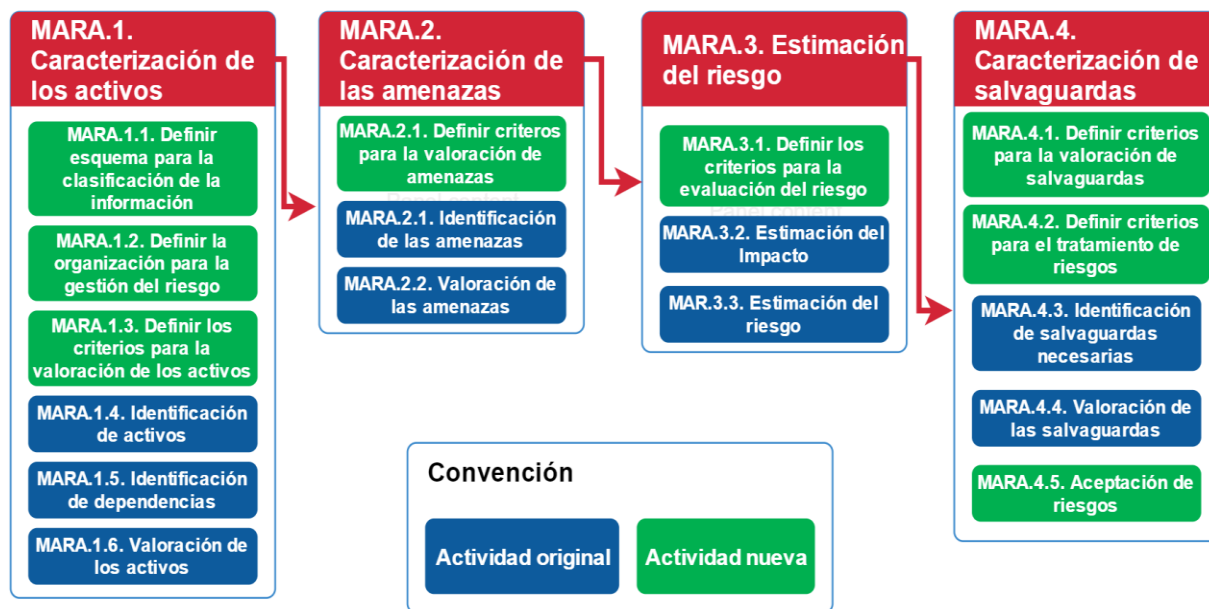 MARA.1.
Caracterización de
los activos
MARA.1.1. Definir
esquema para la
clasificación de la
información
MARA.1.2. Definir la
organización para la
gestión del riesgo
MARA.1.3. Definir los
criterios para la
valoración de los activos
MARA.1.4. Identificación
de activos
MARA.1.5. Identificación
de dependencias
MARA.1.6. Valoración de
los activos
MARA.2.
Caracterización de
las amenazas
MARA.2.1. Definir criteros
para la valoración de
amenazas
Panel content
MARA.2.1. Identificación
de las amenazas
MARA.2.2. Valoración de
las amenazas
MARA.3. Estimación
del riesgo
MARA.3.1. Definir los
criterios para la
evaluación del riesgo
Panel content
MARA.3.2. Estimación del
Impacto
MAR.3.3. Estimación del
riesgo
MARA.4.
Caracterización de
salvaguardas
MARA.4.1. Definir criterios
para la valoración de
salvaguardas
MARA.4.2. Definir criterios
para el tratamiento de
riesgos
MARA.4.3. Identificación
de salvaguardas
necesarias
MARA.4.4. Valoración de
las salvaguardas
MARA.4.5. Aceptación de
riesgos
Convención
Actividad original
Actividad nueva